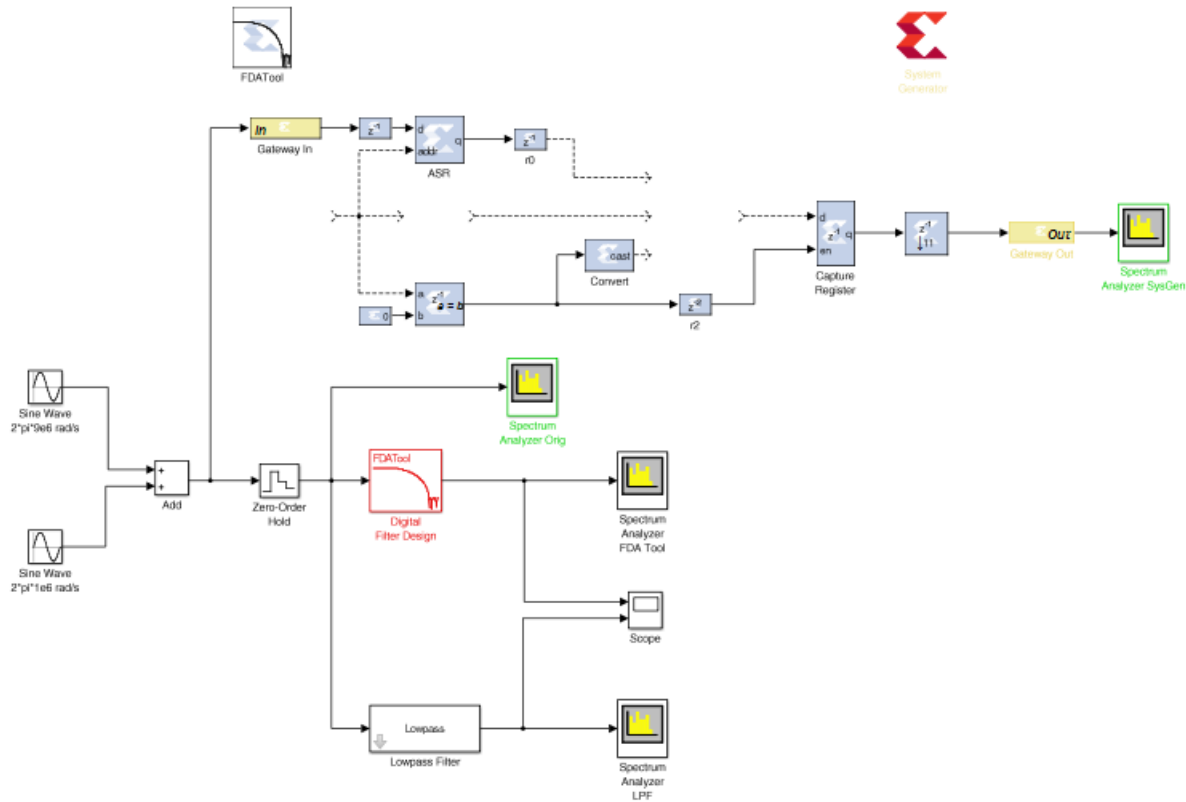 FDATool
System
Generator
In
Gateway In
z-1
d
addr
q
ASR
z-1
r0
d
en
z-1
q
Capture
Register
z-1
↓11
Out
Gateway Out
Spectrum
Analyzer SysGen
cast
Convert
a
b
z-1
a = b
0
z-2
r2
Spectrum
Analyzer Orig
Sine Wave
2*pi*9e6 rad/s
+
+
Add
Zero-Order
Hold
FDATool
Digital
Filter Design
Spectrum
Analyzer
FDA Tool
Sine Wave
2*pi*1e6 rad/s
Scope
Lowpass
Lowpass Filter
Spectrum
Analyzer
LPF